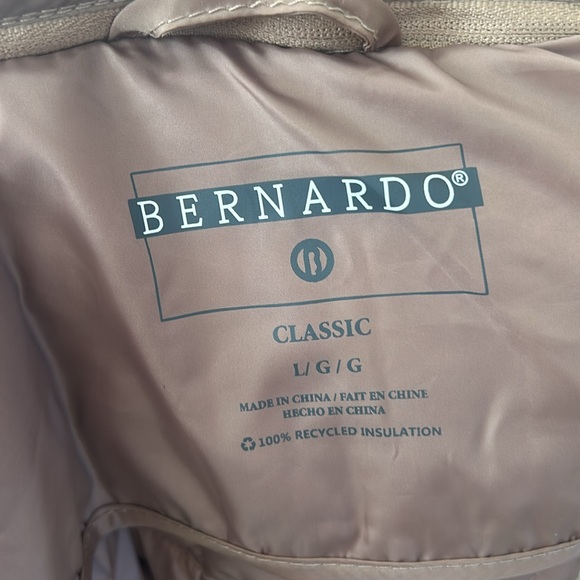 BERNARDO®
B
CLASSIC
L/G/G
MADE IN CHINA / FAIT EN CHINE
HECHO EN CHINA
100% RECYCLED INSULATION